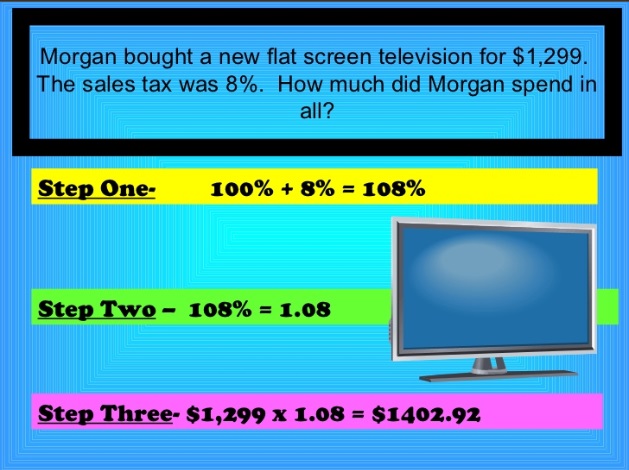 Morgan bought a new flat screen television for $1,299.
The sales tax was 8%.  How much did Morgan spend in
all?
Step One-   100% + 8% = 108%
Step Two – 108% = 1.08
Step Three- $1,299 x 1.08 = $1402.92